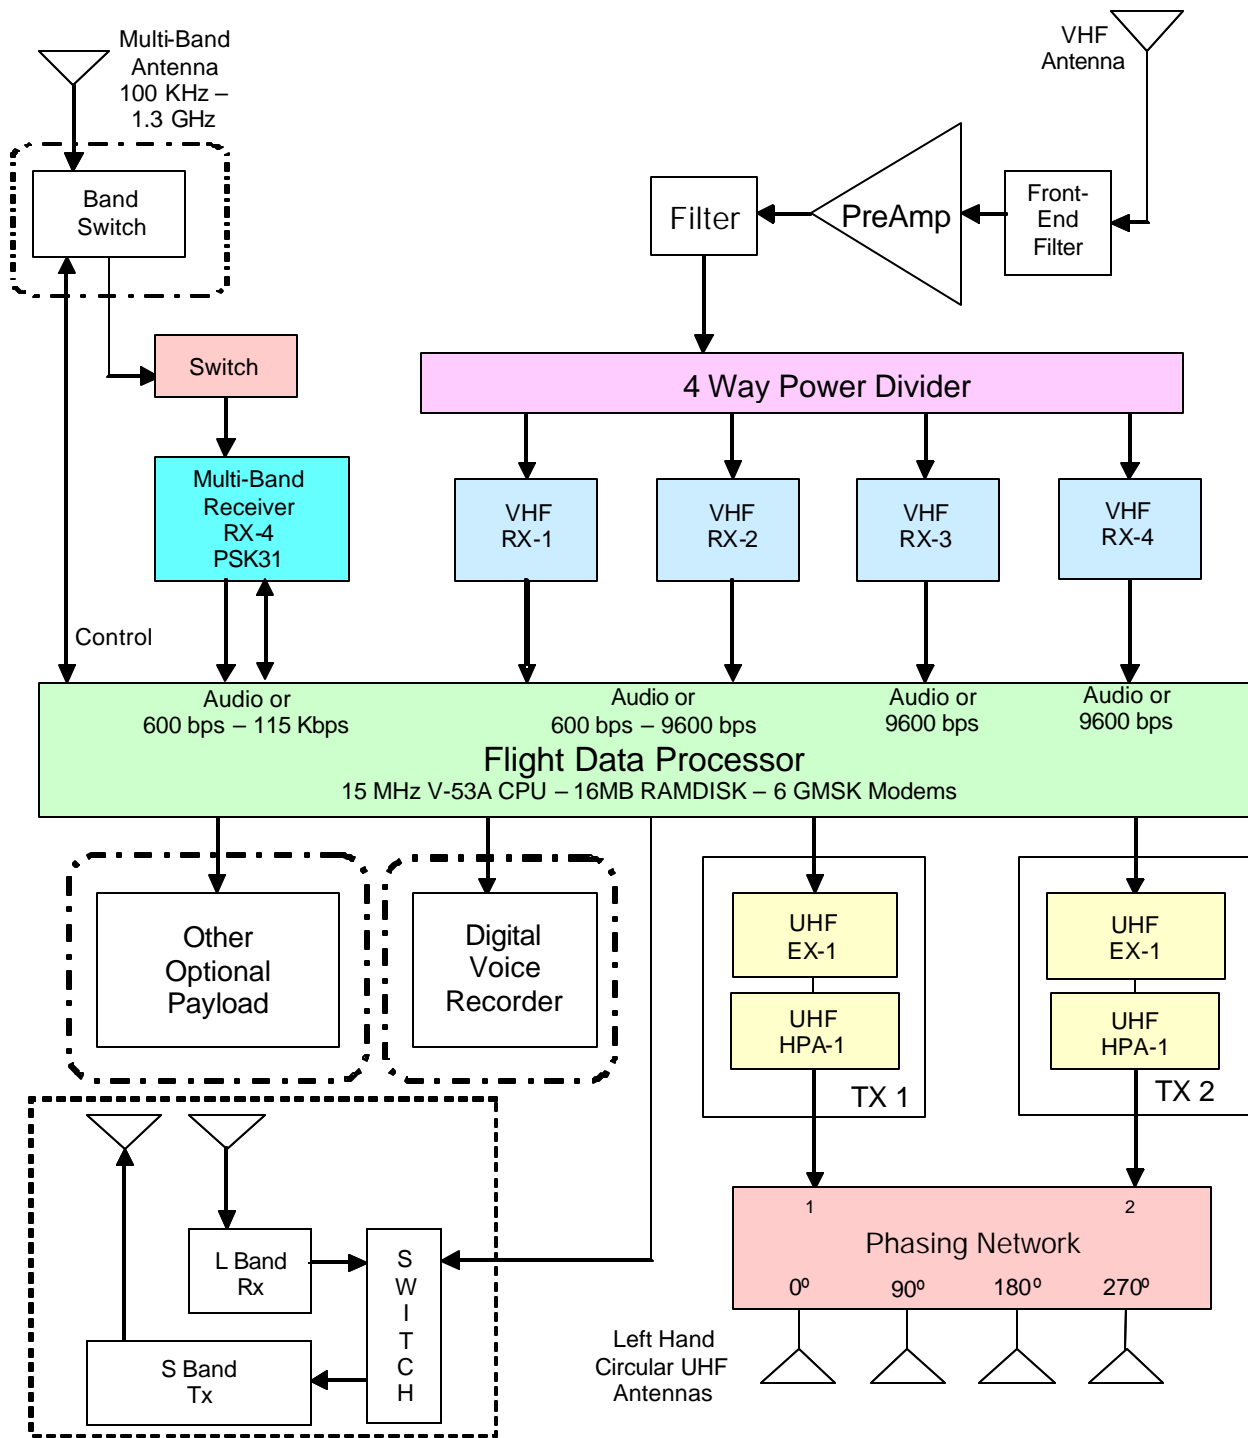 Multi-Band
Antenna
100 KHz –
1.3 GHz
VHF
Antenna
Band
Switch
Filter
PreAmp
Front-
End
Filter
Switch
4 Way Power Divider
Multi-Band
Receiver
RX-4
PSK31
VHF
RX-1
VHF
RX-2
VHF
RX-3
VHF
RX-4
Control
Audio or
600 bps – 115 Kbps
Audio or
600 bps – 9600 bps
Audio or
9600 bps
Audio or
9600 bps
Flight Data Processor
15 MHz V-53A CPU – 16MB RAMDISK – 6 GMSK Modems
Other
Optional
Payload
Digital
Voice
Recorder
UHF
EX-1
UHF
HPA-1
TX 1
UHF
EX-1
UHF
HPA-1
TX 2
L Band
Rx
S
W
I
T
C
H
S Band
Tx
1
2
Phasing Network
0º
90º
180º
270º
Left Hand
Circular UHF
Antennas